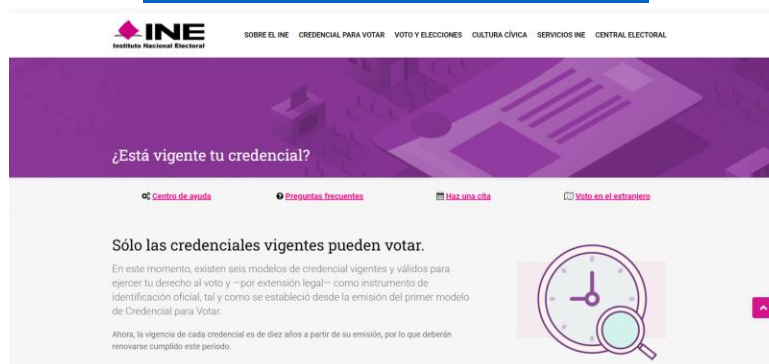 INE
Instituto Nacional Electoral
SOBRE EL INE CREDENCIAL PARA VOTAR VOTO Y ELECCIONES CULTURA CÍVICA SERVICIOS INE CENTRAL ELECTORAL
¿Está vigente tu credencial?
Centro de ayuda Preguntas frecuentes Haz una cita Voto en el extranjero
Sólo las credenciales vigentes pueden votar.
En este momento, existen seis modelos de credencial vigentes y válidos para
ejercer tu derecho al voto y —por extensión legal— como instrumento de
identificación oficial, tal y como se estableció desde la emisión del primer modelo
de Credencial para Votar.
Ahora, la vigencia de cada credencial es de diez años a partir de su emisión, por lo que deberán
renovarse cumplido este periodo.